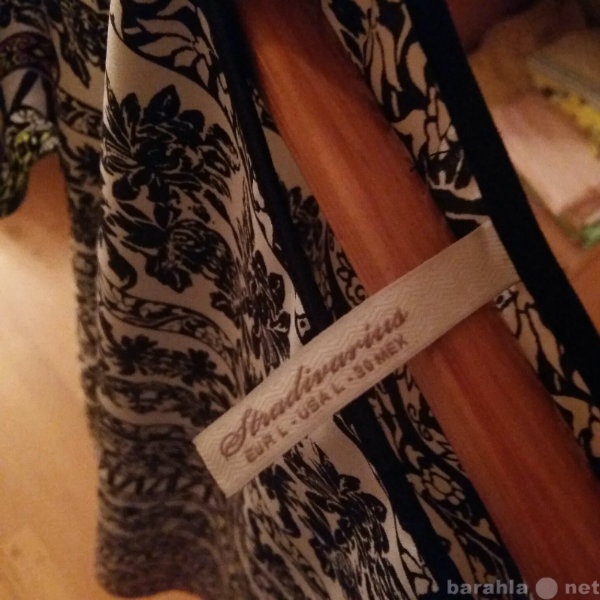 Stradivarius
EUR L · USA L · 30 MEX
barahla net